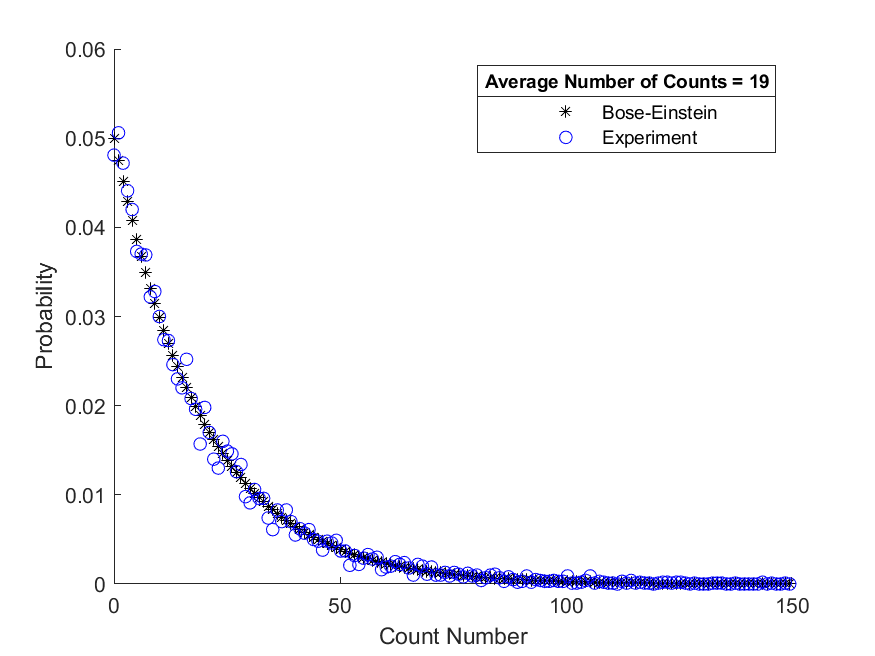 0.06
Average Number of Counts = 19
Bose-Einstein
Experiment
0.05
0.04
0.03
0.02
0.01
0
Probability
0 50 100 150
Count Number